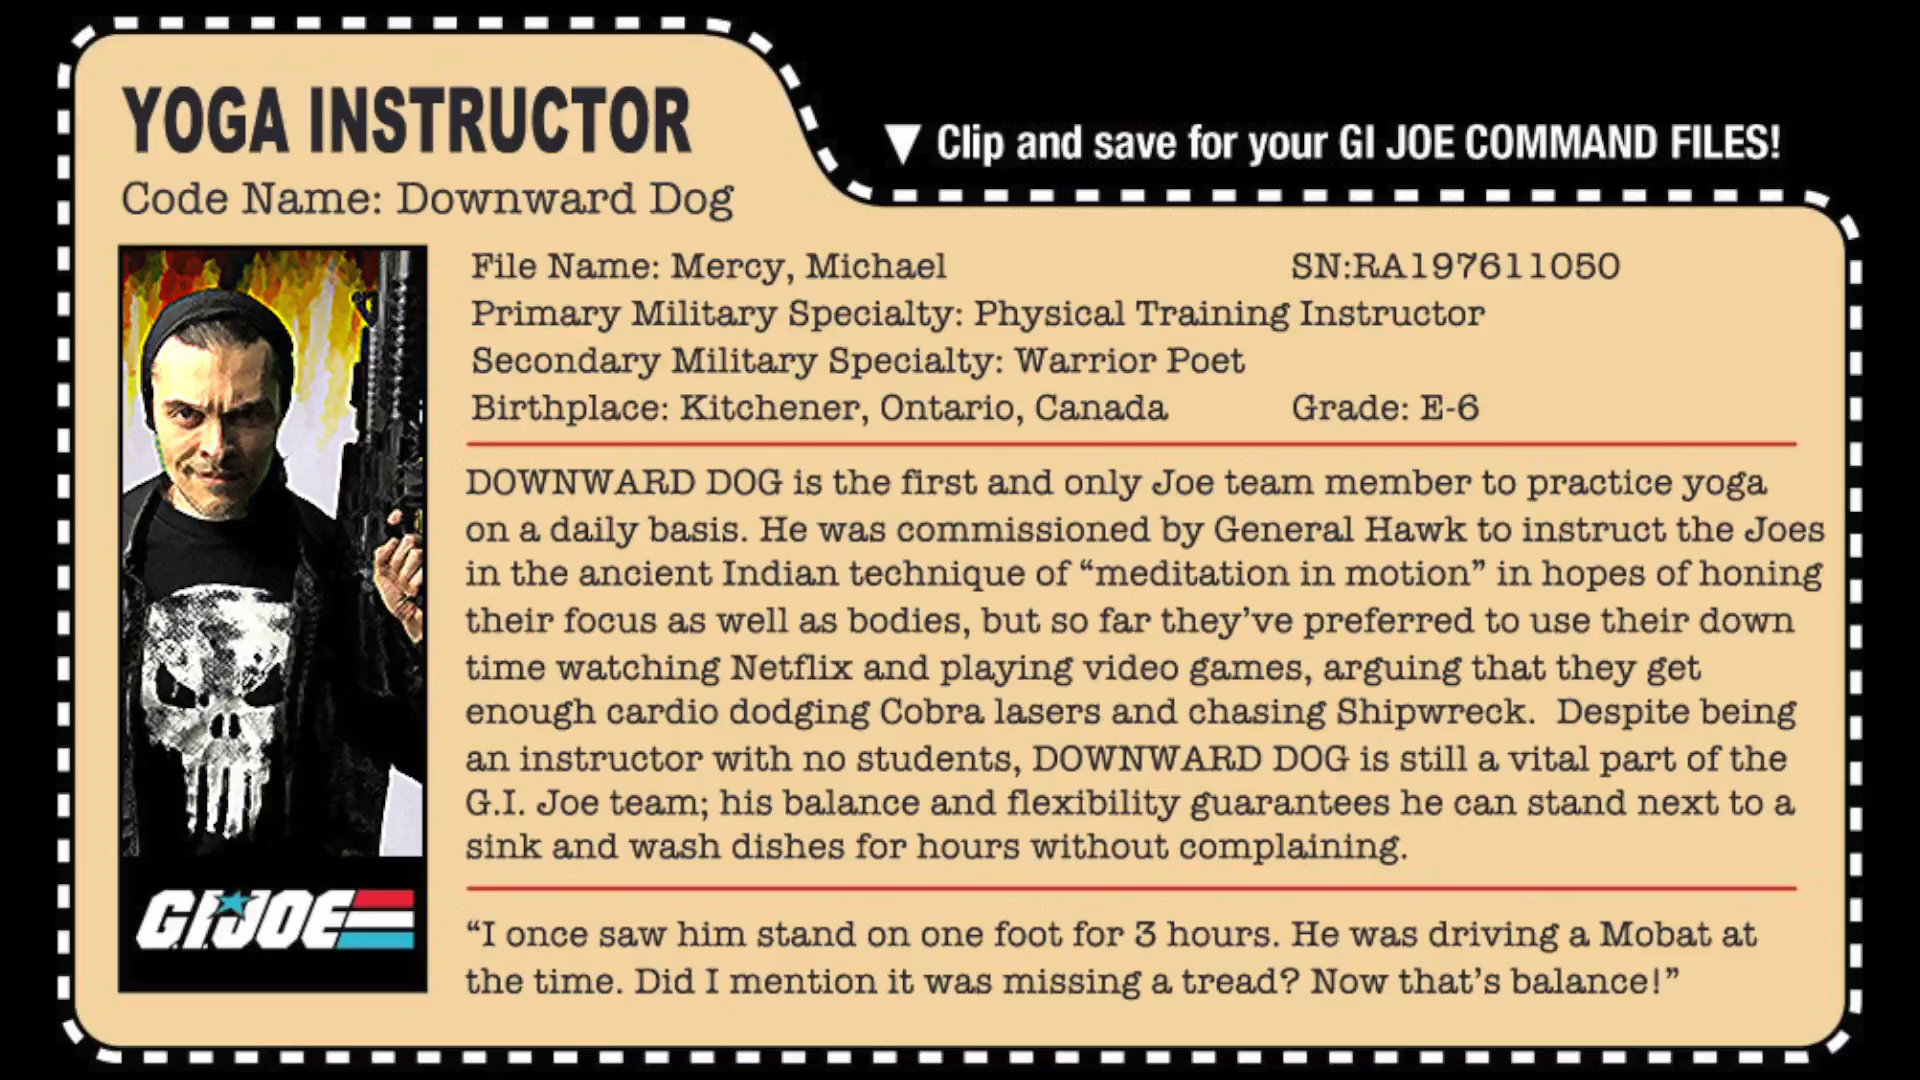 YOGA INSTRUCTOR
Code Name: Downward Dog
▼ Clip and save for your GI JOE COMMAND FILES!
File Name: Mercy, Michael SN:RA197611050
Primary Military Specialty: Physical Training Instructor
Secondary Military Specialty: Warrior Poet
Birthplace: Kitchener, Ontario, Canada Grade: E-6
DOWNWARD DOG is the first and only Joe team member to practice yoga
on a daily basis. He was commissioned by General Hawk to instruct the Joes
in the ancient Indian technique of “meditation in motion” in hopes of honing
their focus as well as bodies, but so far they’ve preferred to use their down
time watching Netflix and playing video games, arguing that they get
enough cardio dodging Cobra lasers and chasing Shipwreck.  Despite being
an instructor with no students, DOWNWARD DOG is still a vital part of the
G.I. Joe team; his balance and flexibility guarantees he can stand next to a
sink and wash dishes for hours without complaining.
G.I. JOE
“I once saw him stand on one foot for 3 hours. He was driving a Mobat at
the time. Did I mention it was missing a tread? Now that’s balance!”